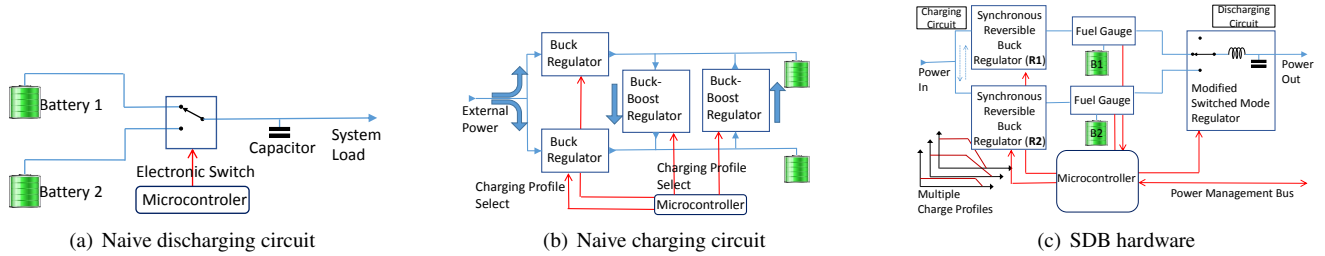 Battery 1
Battery 2
Electronic Switch
Microcontroler
Capacitor
System
Load
(a) Naive discharging circuit
External
Power
Buck
Regulator
Buck
Regulator
Buck-
Boost
Regulator
Buck-
Boost
Regulator
Charging Profile
Select
Charging Profile
Select
Microcontroller
(b) Naive charging circuit
Charging
Circuit
Power
In
Synchronous
Reversible
Buck
Regulator (R1)
Synchronous
Reversible
Buck
Regulator (R2)
Fuel Gauge
B1
Fuel Gauge
B2
Discharging
Circuit
Modified
Switched Mode
Regulator
Power
Out
Microcontroller
Power Management Bus
Multiple
Charge Profiles
(c) SDB hardware